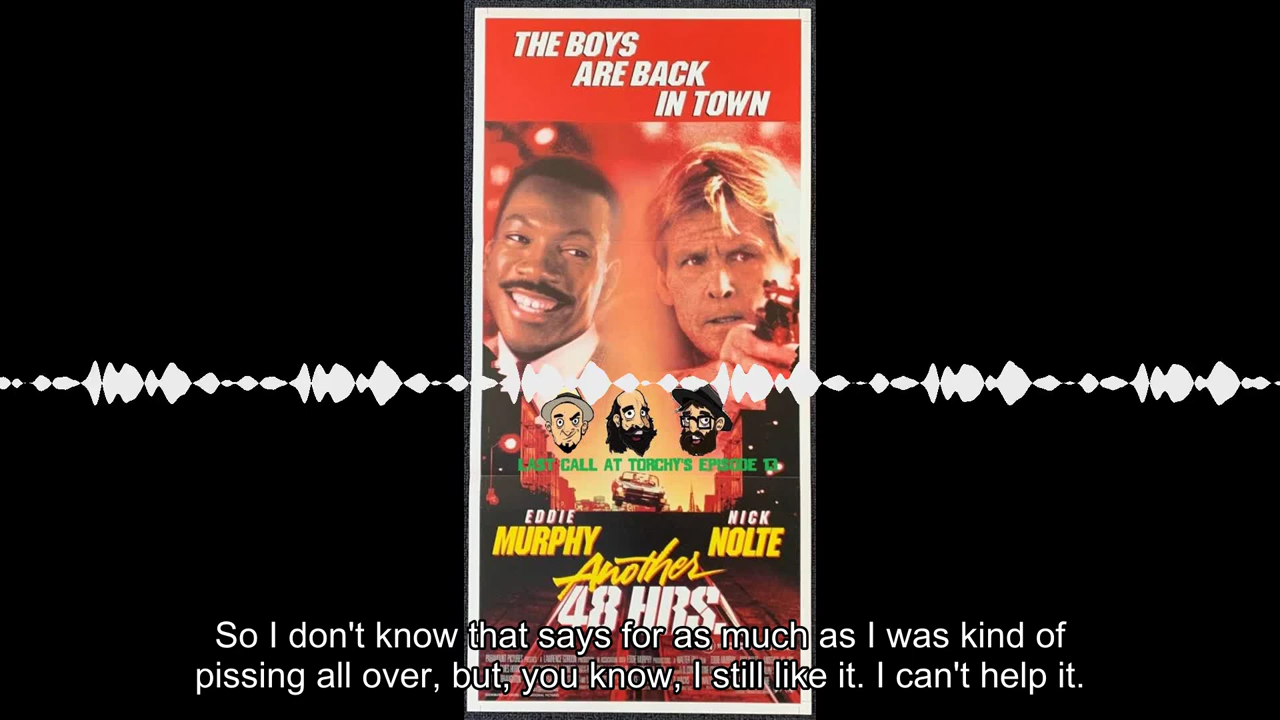 THE BOYS
ARE BACK
IN TOWN
LAST CALL AT TORCHY'S EPISODE 13
EDDIE
MURPHY
NICK
NOLTE
Another
48 HRS.
So I don't know that says for as much as I was kind of
pissing all over, but, you know, I still like it. I can't help it.